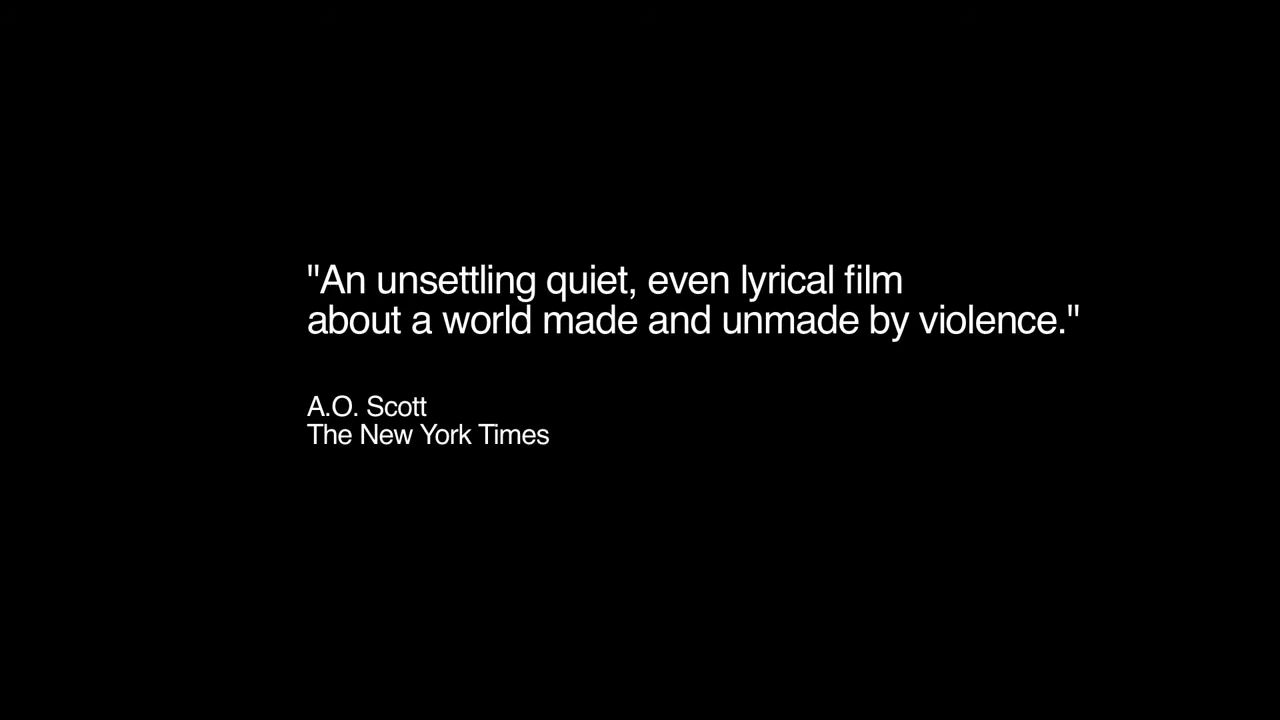 "An unsettling quiet, even lyrical film
about a world made and unmade by violence."
A.O. Scott
The New York Times